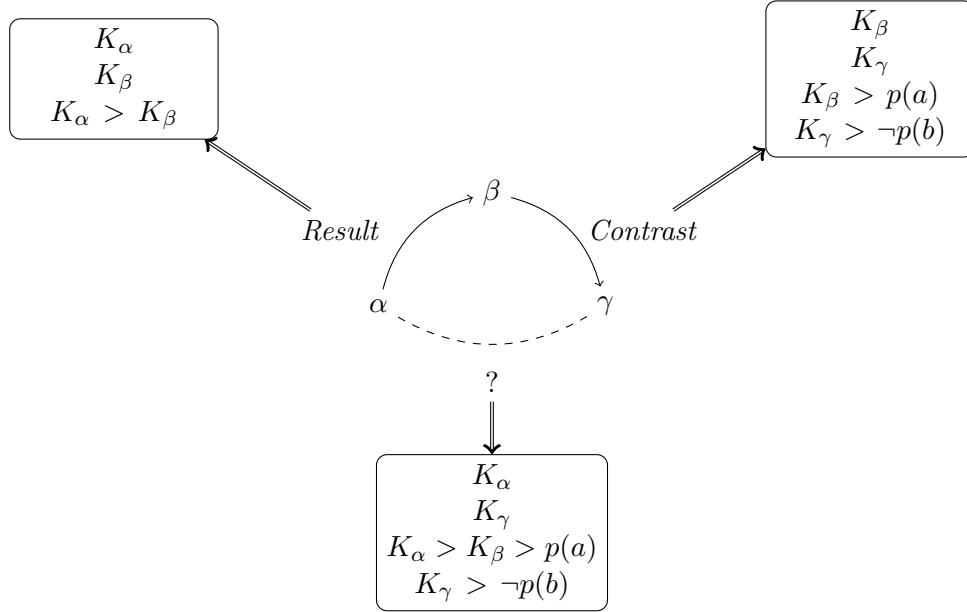 K_α
K_β
K_α > K_β
K_β
K_γ
K_β > p(a)
K_γ > ¬p(b)
β
Result
Contrast
α
γ
?
K_α
K_γ
K_α > K_β > p(a)
K_γ > ¬p(b)